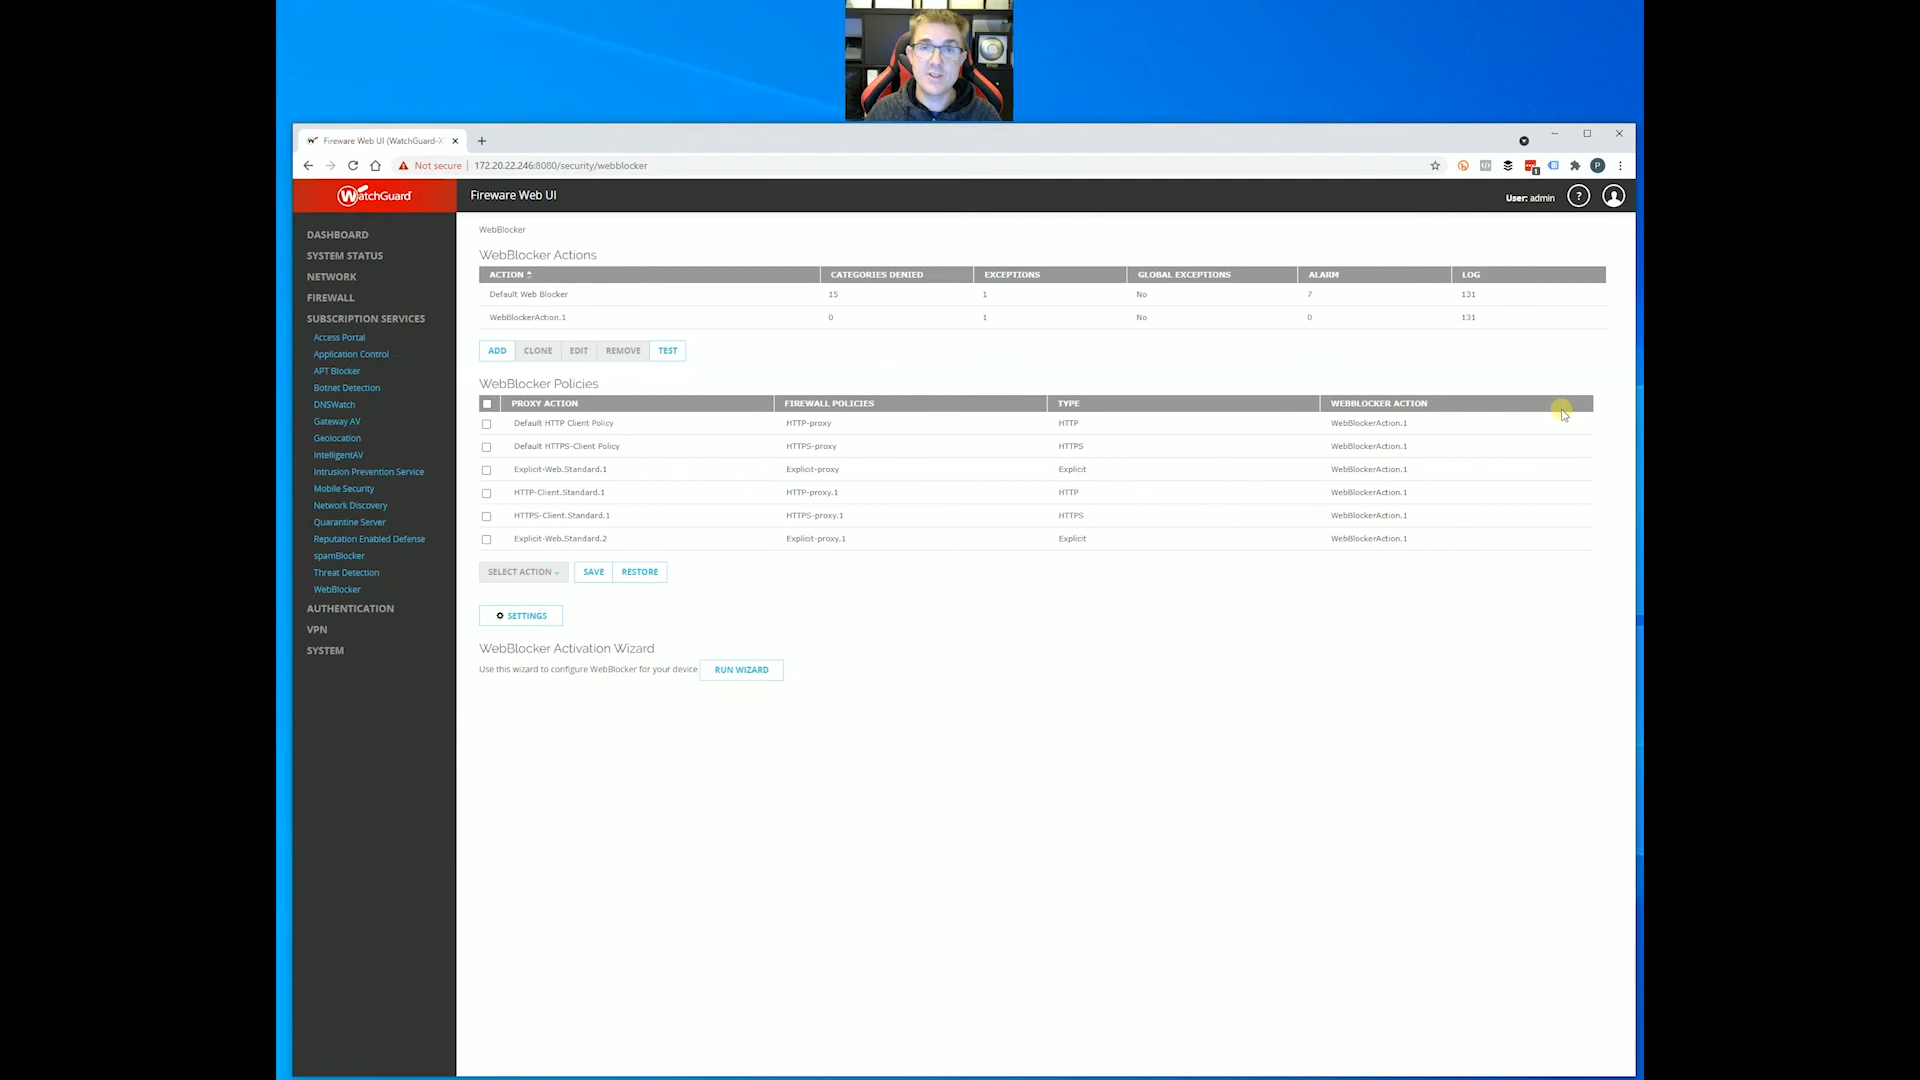 Fireware Web UI (WatchGuard-X
Not secure | 172.20.22.246:8080/security/webblocker
P
1
WatchGuard
Fireware Web UI
User: admin
?
DASHBOARD
SYSTEM STATUS
NETWORK
FIREWALL
SUBSCRIPTION SERVICES
Access Portal
Application Control
APT Blocker
Botnet Detection
DNSWatch
Gateway AV
Geolocation
IntelligentAV
Intrusion Prevention Service
Mobile Security
Network Discovery
Quarantine Server
Reputation Enabled Defense
spamBlocker
Threat Detection
WebBlocker
AUTHENTICATION
VPN
SYSTEM
WebBlocker
WebBlocker Actions
ACTION CATEGORIES DENIED EXCEPTIONS GLOBAL EXCEPTIONS ALARM LOG
Default Web Blocker 15 1 No 7 131
WebBlockerAction.1 0 1 No 0 131
ADD CLONE EDIT REMOVE TEST
WebBlocker Policies
PROXY ACTION FIREWALL POLICIES TYPE WEBBLOCKER ACTION
Default HTTP Client Policy HTTP-proxy HTTP WebBlockerAction.1
Default HTTPS-Client Policy HTTPS-proxy HTTPS WebBlockerAction.1
Explicit-Web.Standard.1 Explicit-proxy Explicit WebBlockerAction.1
HTTP-Client.Standard.1 HTTP-proxy.1 HTTP WebBlockerAction.1
HTTPS-Client.Standard.1 HTTPS-proxy.1 HTTPS WebBlockerAction.1
Explicit-Web.Standard.2 Explicit-proxy.1 Explicit WebBlockerAction.1
SELECT ACTION SAVE RESTORE
SETTINGS
WebBlocker Activation Wizard
Use this wizard to configure WebBlocker for your device RUN WIZARD